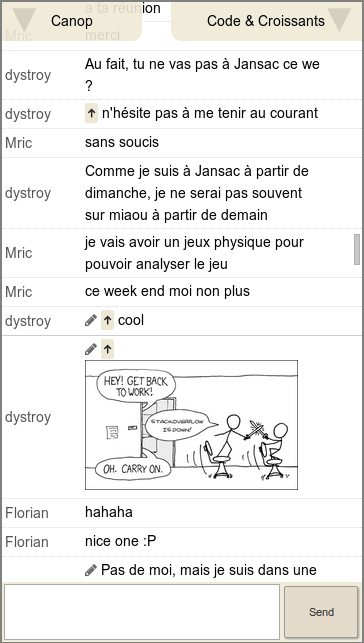 Canop
Code & Croissants
a ta réunion
Mric
merci
dystroy
Au fait, tu ne vas pas à Jansac ce we
?
dystroy
n'hésite pas à me tenir au courant
Mric
sans soucis
dystroy
Comme je suis à Jansac à partir de
dimanche, je ne serai pas souvent
sur miaou à partir de demain
Mric
je vais avoir un jeux physique pour
pouvoir analyser le jeu
Mric
ce week end moi non plus
dystroy
cool
dystroy
HEY! GET BACK
TO WORK!
STACKOVERFLOW
IS DOWN!
OH. CARRY ON.
Florian
hahaha
Florian
nice one :P
Pas de moi, mais je suis dans une
Send